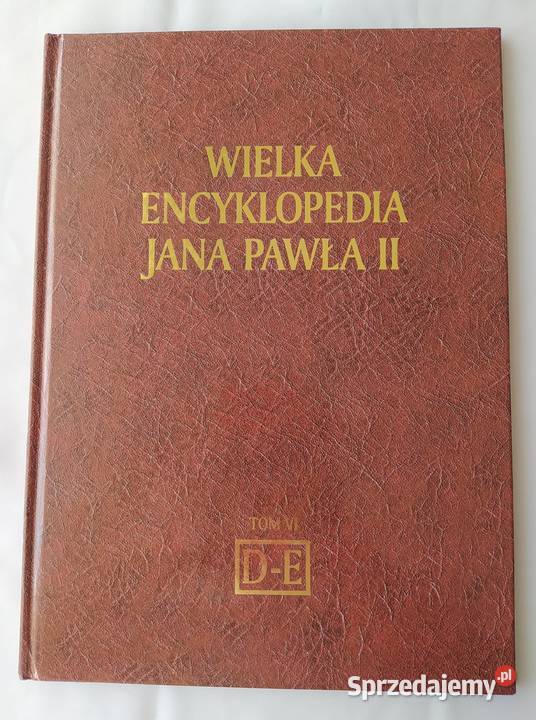 WIELKA
ENCYKLOPEDIA
JANA PAWŁA II
TOM VI
D-E
Sprzedajemy.pl